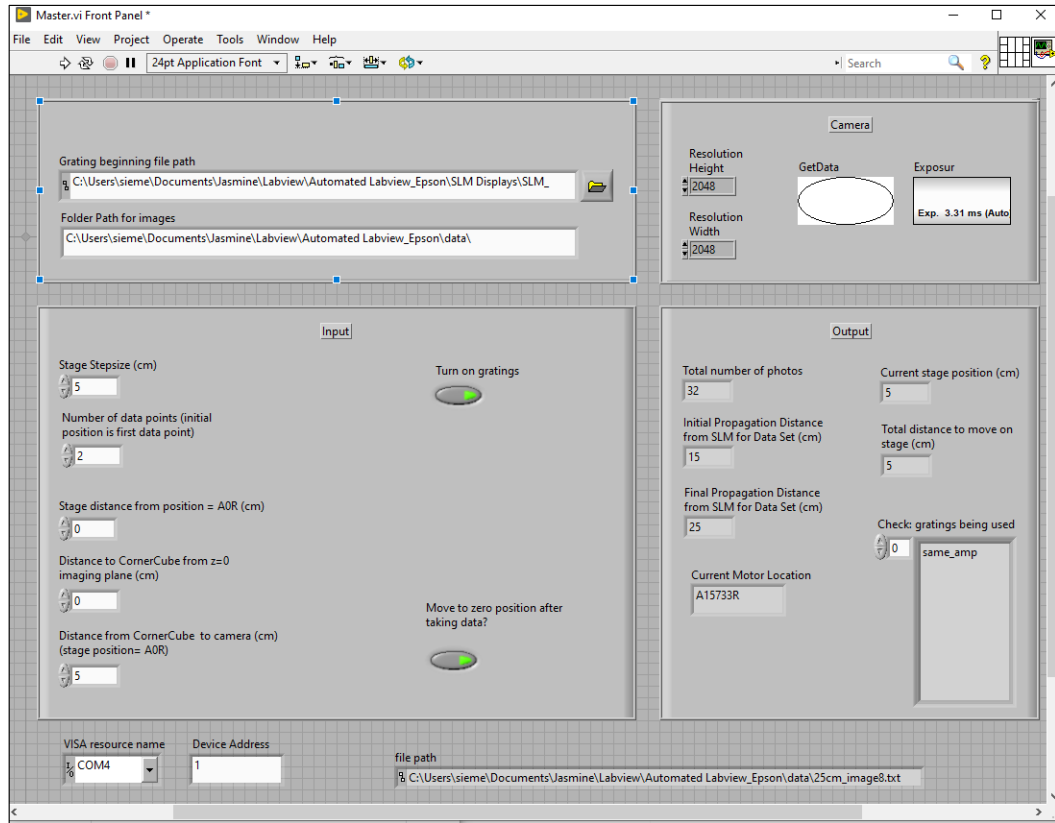 Master.vi Front Panel *
File Edit View Project Operate Tools Window Help
24pt Application Font
Search
Grating beginning file path
C:\Users\sieme\Documents\Jasmine\Labview\Automated Labview_Epson\SLM Displays\SLM_
Folder Path for images
C:\Users\sieme\Documents\Jasmine\Labview\Automated Labview_Epson\data\
Camera
Resolution
Height
2048
Resolution
Width
2048
GetData
Exposur
Exp. 3.31 ms (Auto
Input
Stage Stepsize (cm)
5
Number of data points (initial
position is first data point)
2
Stage distance from position = A0R (cm)
0
Distance to CornerCube from z=0
imaging plane (cm)
0
Distance from CornerCube to camera (cm)
(stage position= A0R)
5
Turn on gratings
Move to zero position after
taking data?
Output
Total number of photos
32
Initial Propagation Distance
from SLM for Data Set (cm)
15
Final Propagation Distance
from SLM for Data Set (cm)
25
Current Motor Location
A15733R
Current stage position (cm)
5
Total distance to move on
stage (cm)
5
Check: gratings being used
0
same_amp
VISA resource name
COM4
Device Address
1
file path
C:\Users\sieme\Documents\Jasmine\Labview\Automated Labview_Epson\data\25cm_image8.txt